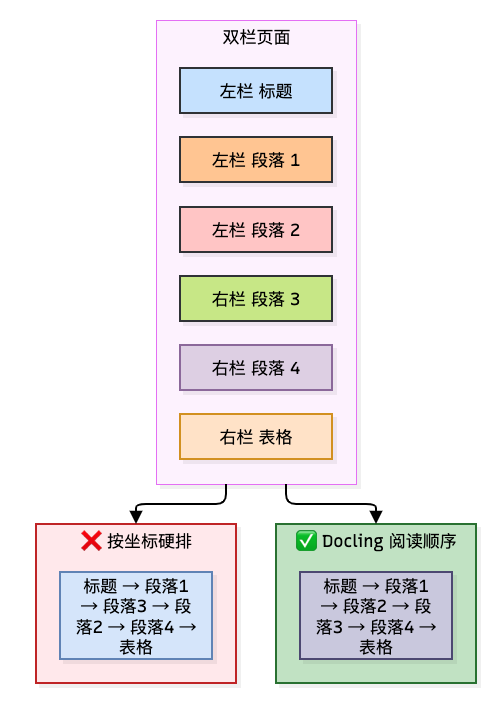 双栏页面
左栏 标题
左栏 段落 1
左栏 段落 2
右栏 段落 3
右栏 段落 4
右栏 表格
❌ 按坐标硬排
标题 → 段落1
→ 段落3 → 段
落2 → 段落4 →
表格
✅ Docling 阅读顺序
标题 → 段落1
→ 段落2 → 段
落3 → 段落4 →
表格